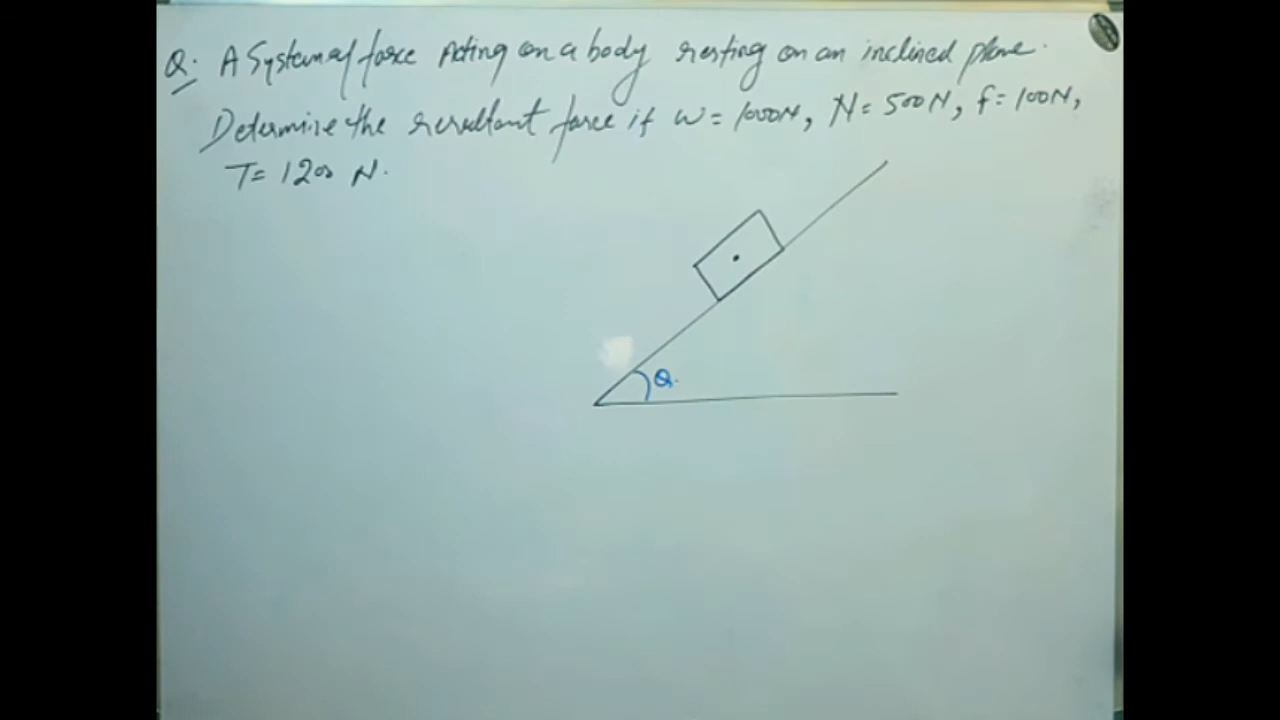 Q. A System of force Acting on a body resting on an inclined plane.
Determine the resultant force if W = 1000N, N = 500N, f = 100N,
T = 1200 N.
Q.